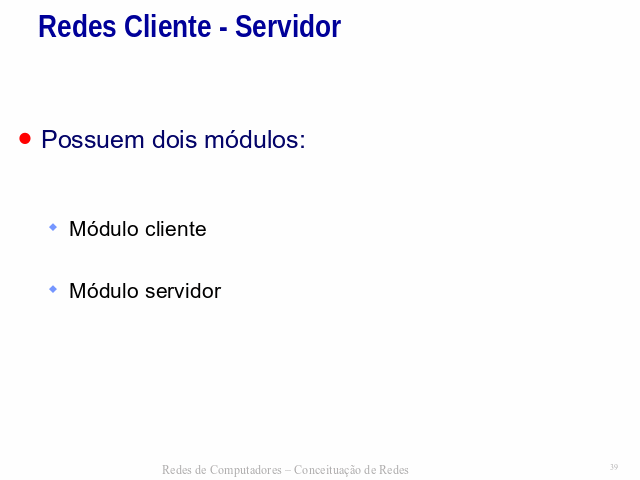 Redes Cliente - Servidor
Possuem dois módulos:
Módulo cliente
Módulo servidor
Redes de Computadores – Conceituação de Redes
39